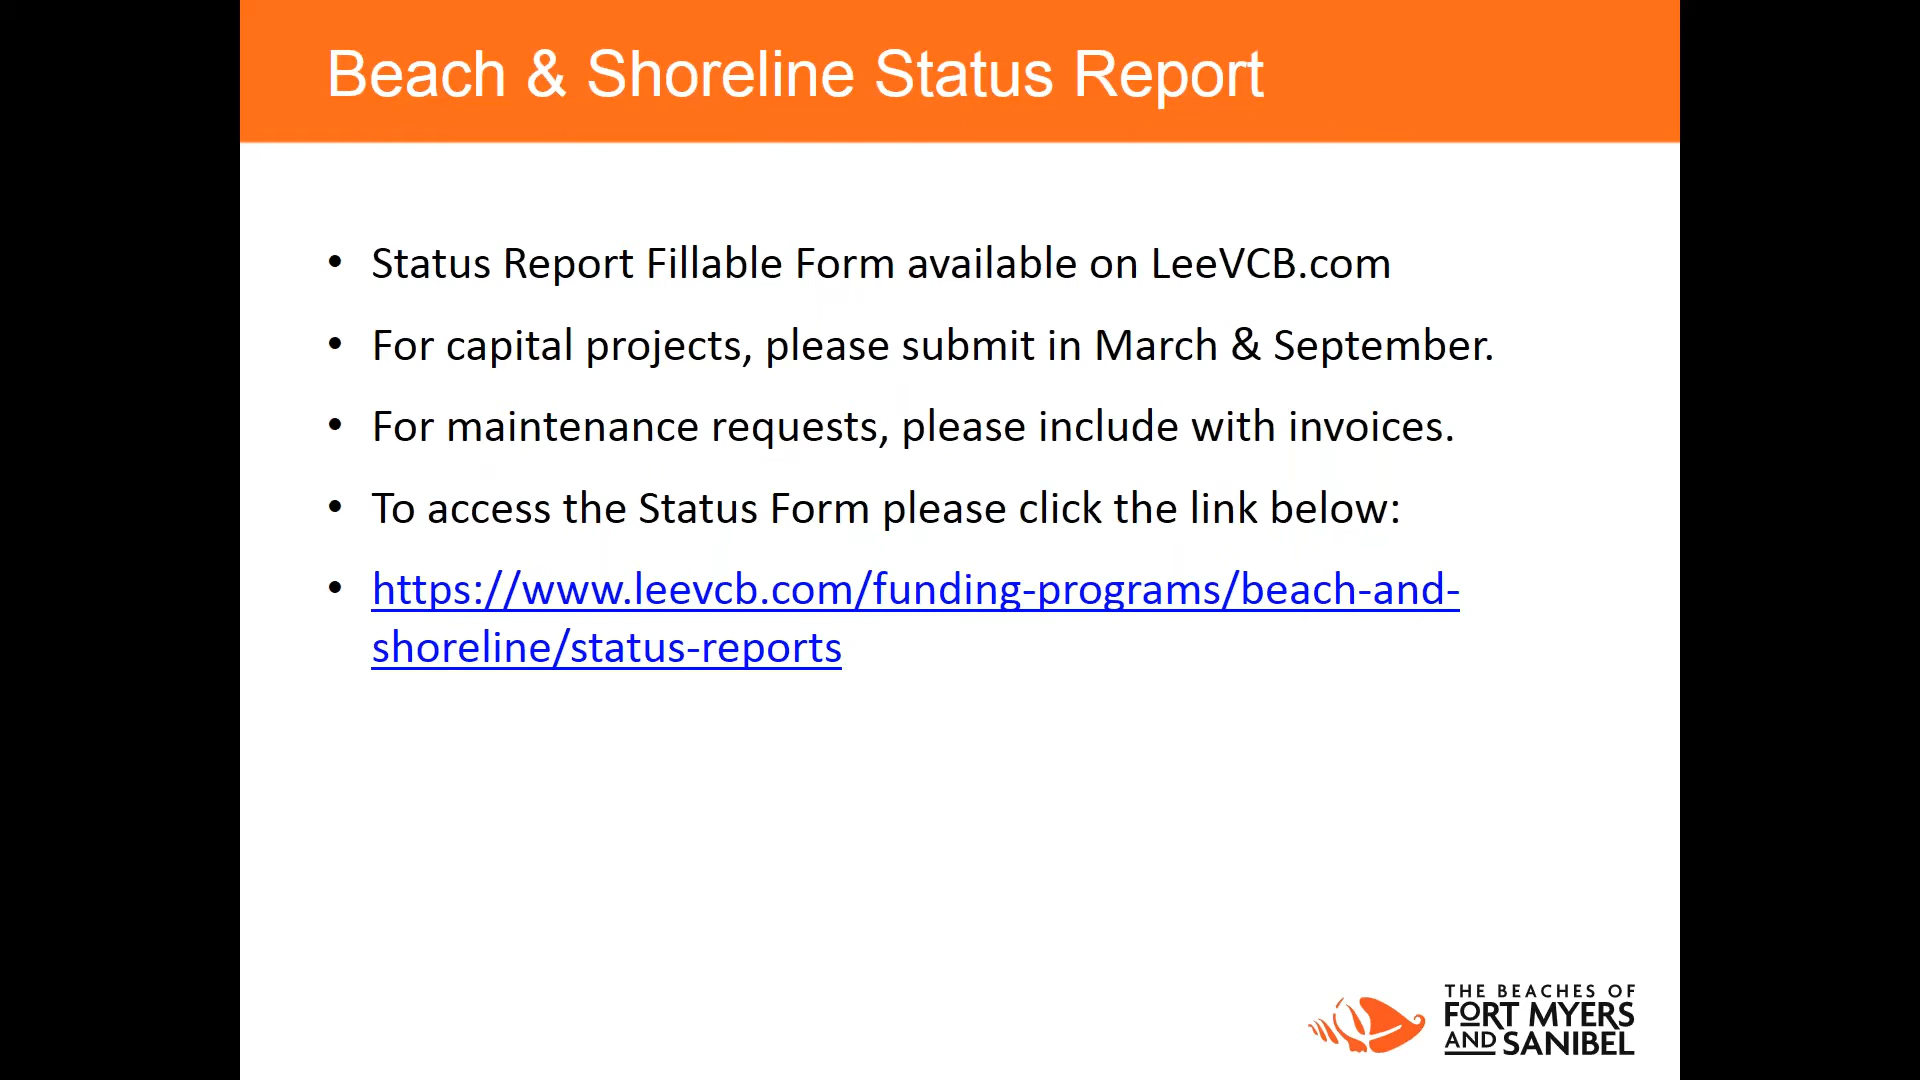 Beach & Shoreline Status Report
• Status Report Fillable Form available on LeeVCB.com
• For capital projects, please submit in March & September.
• For maintenance requests, please include with invoices.
• To access the Status Form please click the link below:
• https://www.leevcb.com/funding-programs/beach-and-
shoreline/status-reports
THE BEACHES OF
FORT MYERS
AND SANIBEL